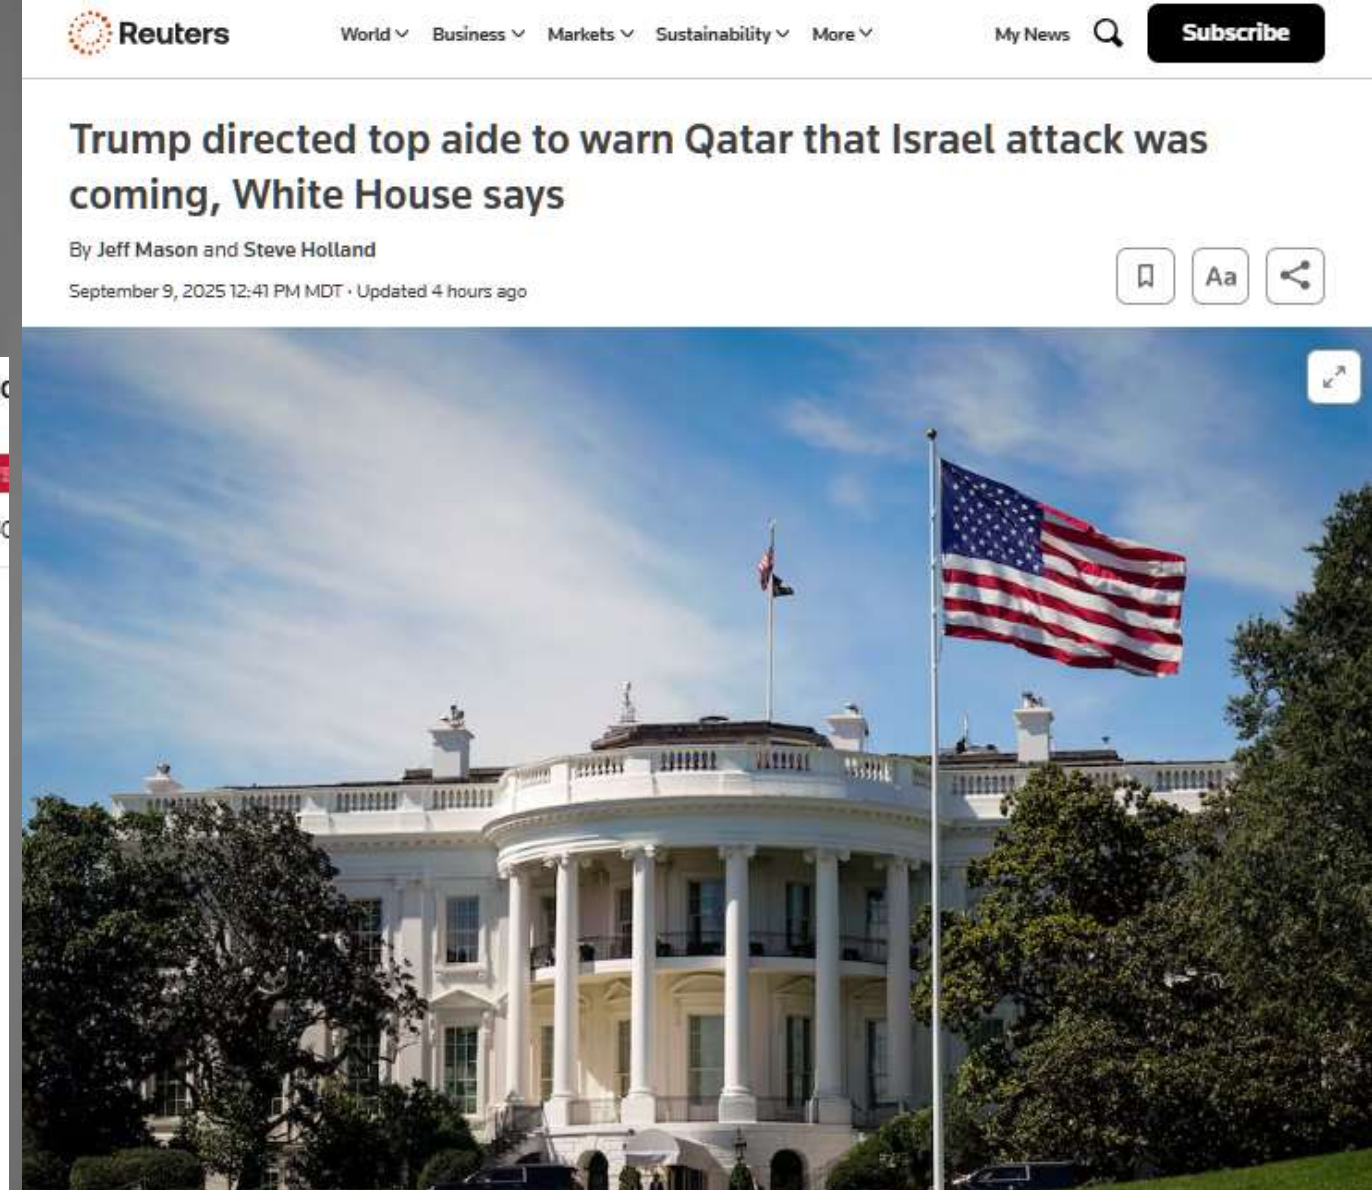 Reuters
World Business Markets Sustainability More My News Subscribe
Trump directed top aide to warn Qatar that Israel attack was
coming, White House says
By Jeff Mason and Steve Holland
September 9, 2025 12:41 PM MDT · Updated 4 hours ago
Aa